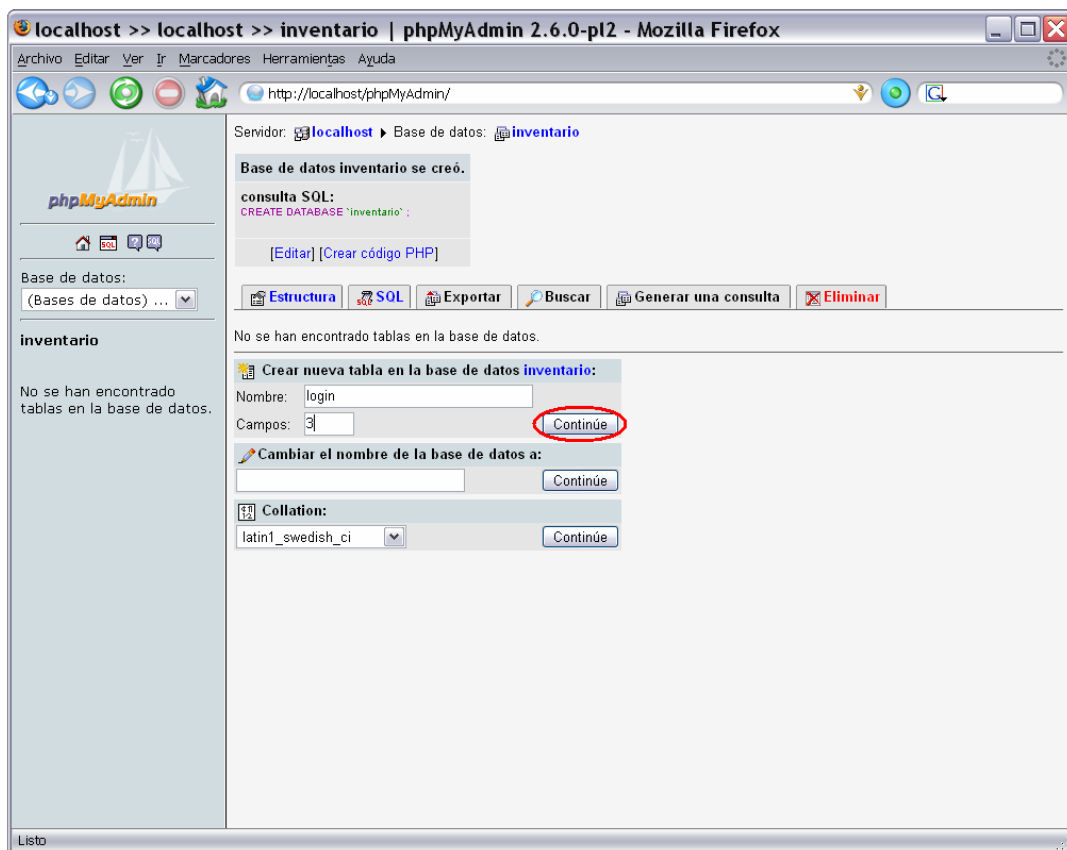 localhost >> localhost >> inventario | phpMyAdmin 2.6.0-pl2 - Mozilla Firefox
Archivo Editar Ver Ir Marcadores Herramientas Ayuda
http://localhost/phpMyAdmin/
G
phpMyAdmin
SQL
SQL
Base de datos:
(Bases de datos) ...
inventario
No se han encontrado
tablas en la base de datos.
Servidor: localhost Base de datos: inventario
Base de datos inventario se creó.
consulta SQL:
CREATE DATABASE `inventario` ;
[Editar] [Crear código PHP]
Estructura SQL Exportar Buscar Generar una consulta Eliminar
No se han encontrado tablas en la base de datos.
Crear nueva tabla en la base de datos inventario:
Nombre: login
Campos: 3 Continúe
Cambiar el nombre de la base de datos a:
Continúe
Collation:
latin1_swedish_ci Continúe
Listo